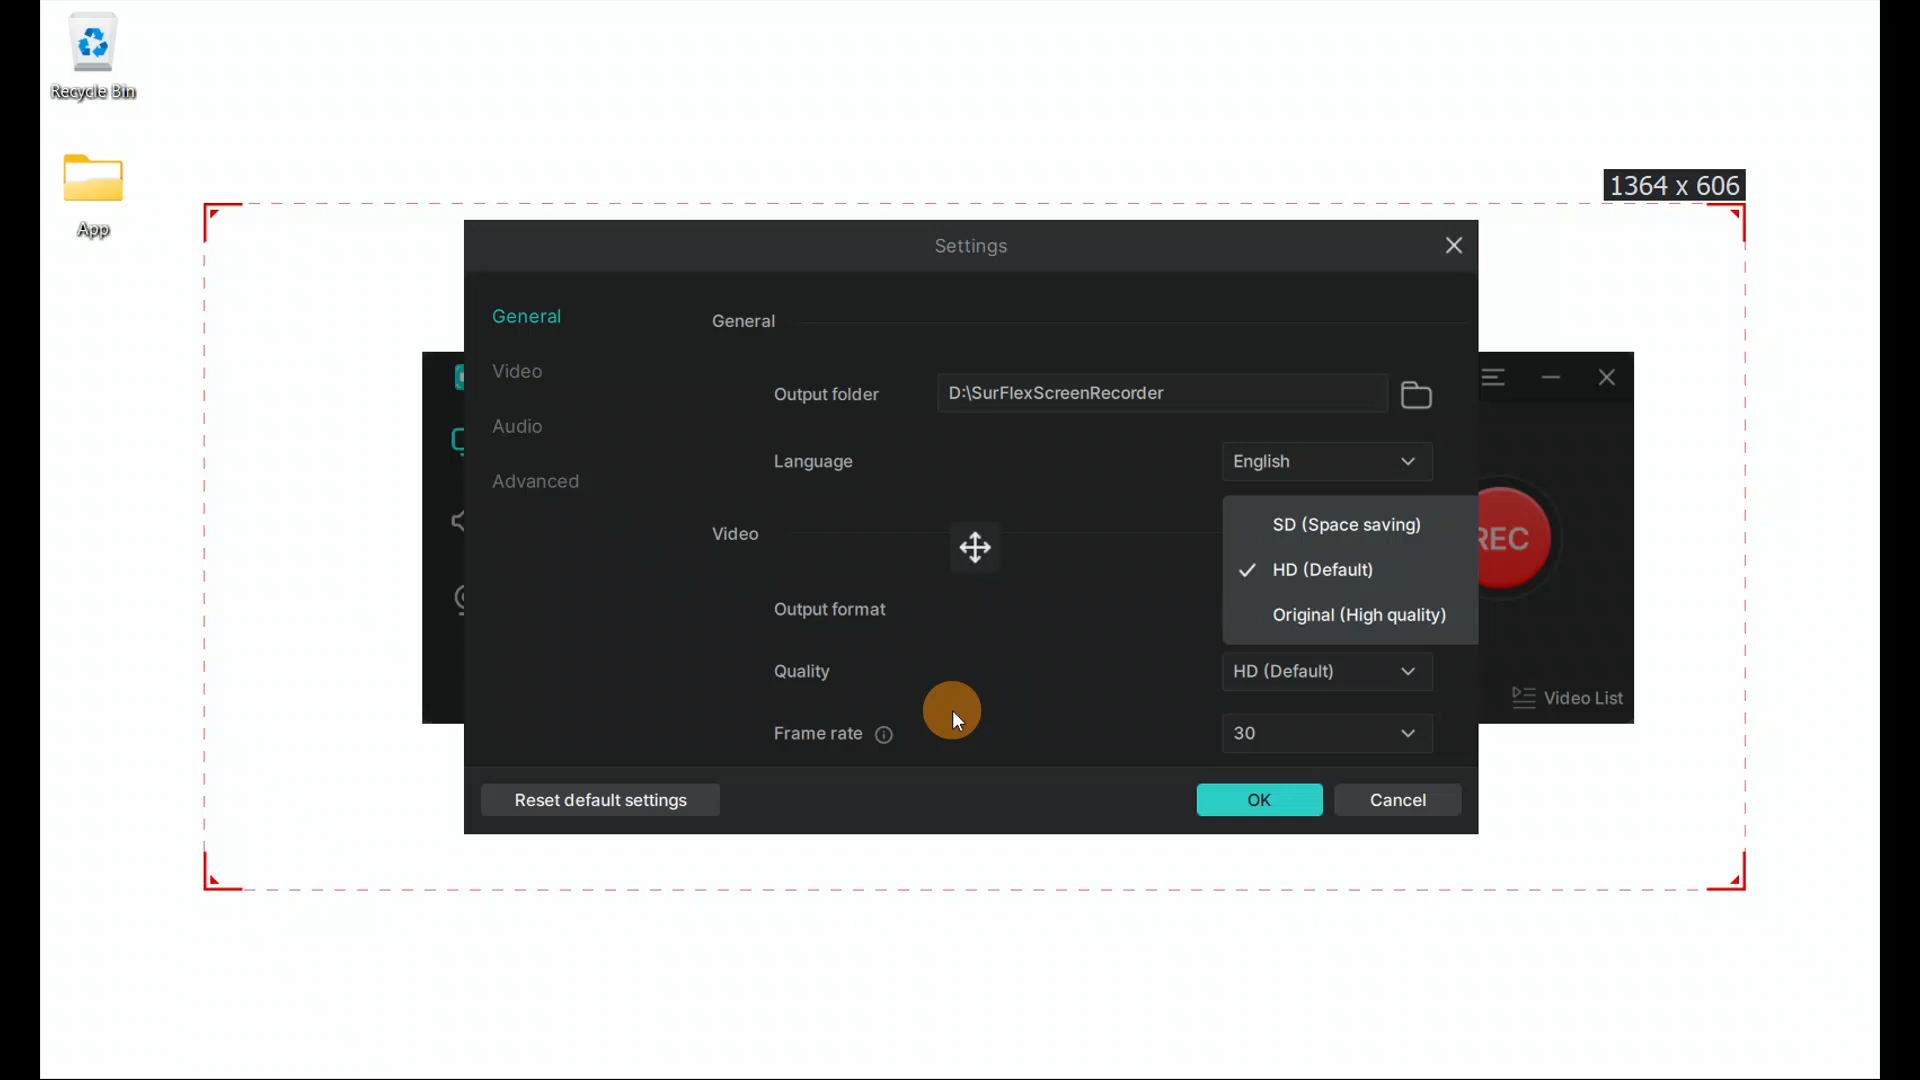 Recycle Bin
App
1364 x 606
Settings
General
Video
Audio
Advanced
General
Output folder
D:\SurFlexScreenRecorder
Language
English
Video
SD (Space saving)
HD (Default)
Original (High quality)
Output format
Quality
HD (Default)
Frame rate
30
Reset default settings
OK
Cancel
REC
Video List